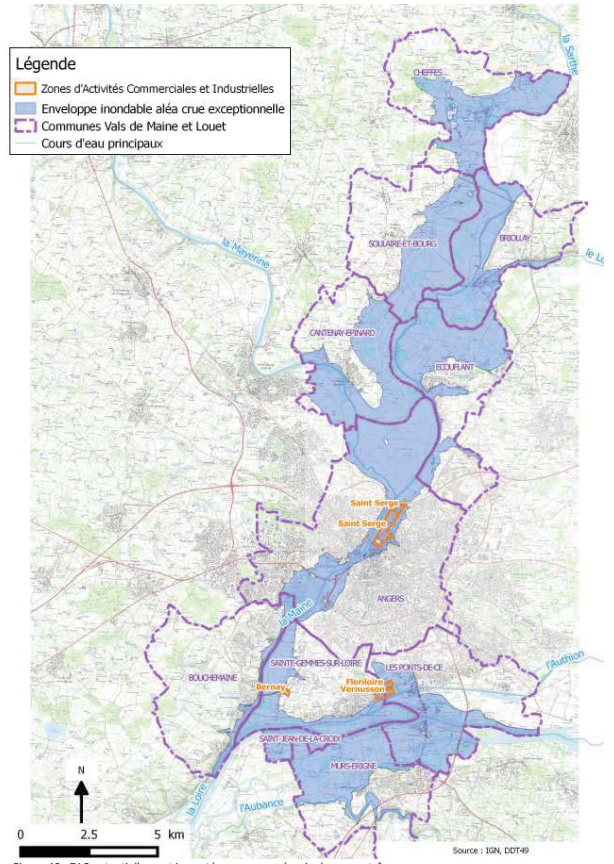 Légende
Zones d'Activités Commerciales et Industrielles
Enveloppe inondable aléa crue exceptionnelle
Communes Vals de Maine et Louet
Cours d'eau principaux
la Sarthe
CHEFFES
SOULAIRE-ET-BOURG
BRIOLLAY
la Mayenne
le Lo
CANTENAY-EPINARD
ECOUFLANT
Saint Serge
Saint Serge
ANGERS
la Maine
SAINTE-GEMMES-SUR-LOIRE
LES PONTS-DE-CE
l'Authion
BOUCHEMAINE
Bernay
Floriloire
Vernusson
SAINT-JEAN-DE-LA-CROIX
MURS-ERIGNE
la Loire
l'Aubance
N
0 2.5 5 km
Source : IGN, DDT49